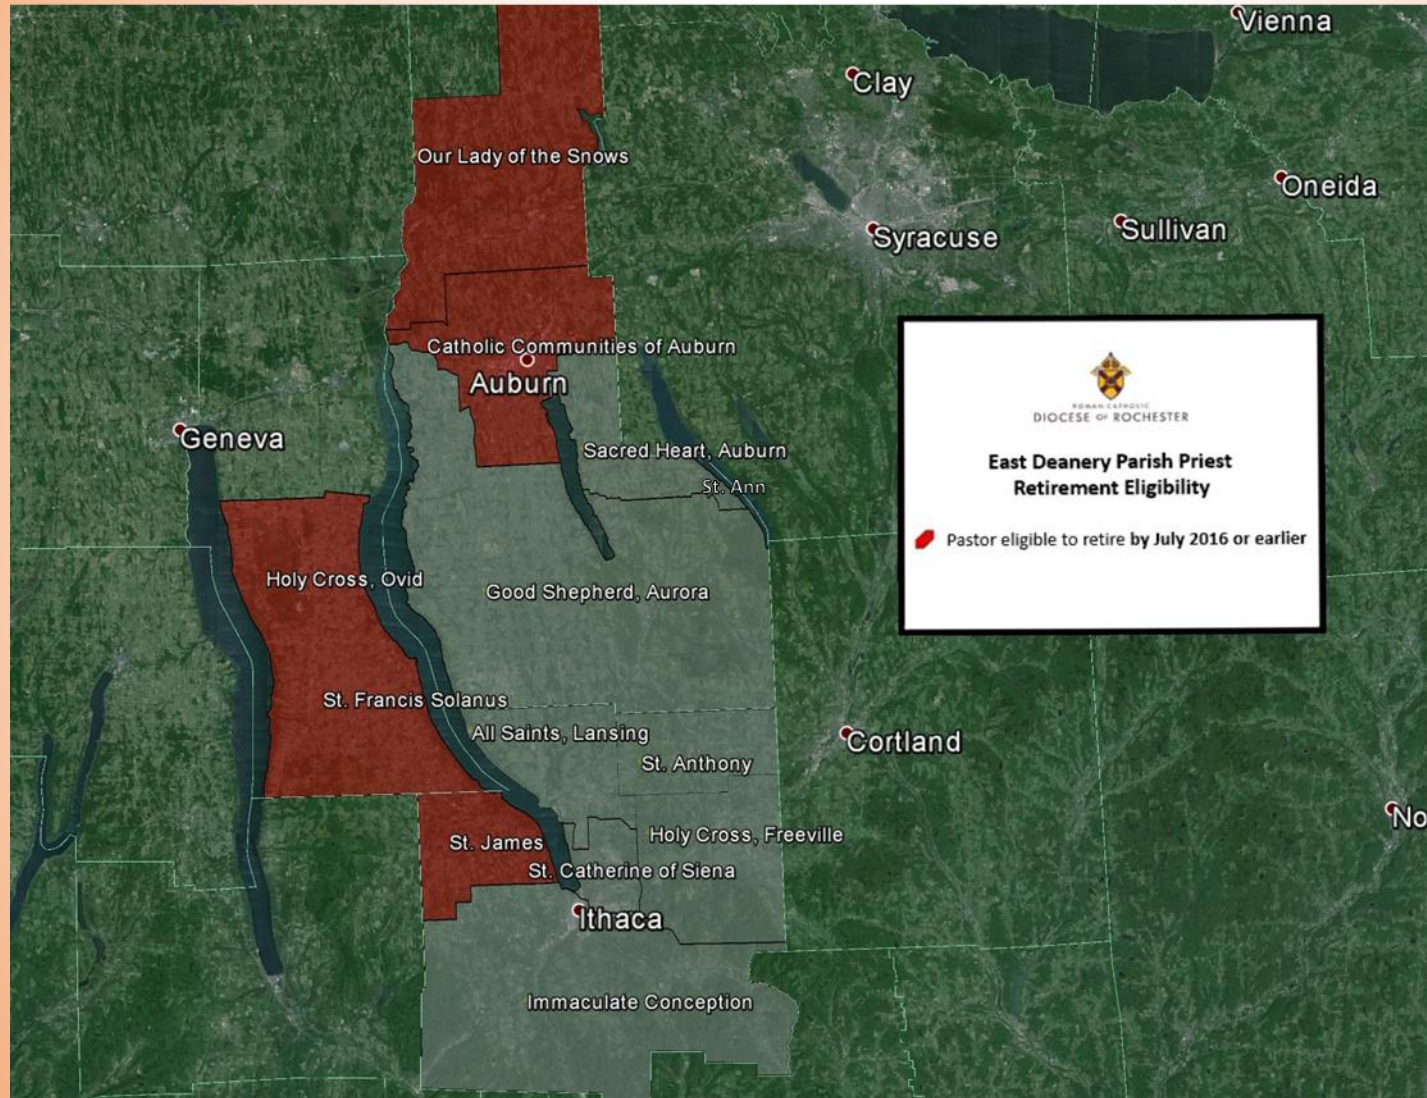 Vienna
Clay
Our Lady of the Snows
Oneida
Sullivan
Syracuse
Catholic Communities of Auburn
Auburn
ROMAN CATHOLIC
DIOCESE OF ROCHESTER
East Deanery Parish Priest
Retirement Eligibility
Pastor eligible to retire by July 2016 or earlier
Geneva
Sacred Heart, Auburn
St. Ann
Holy Cross, Ovid
Good Shepherd, Aurora
St. Francis Solanus
All Saints, Lansing
Cortland
St. Anthony
No
St. James
Holy Cross, Freeville
St. Catherine of Siena
Ithaca
Immaculate Conception